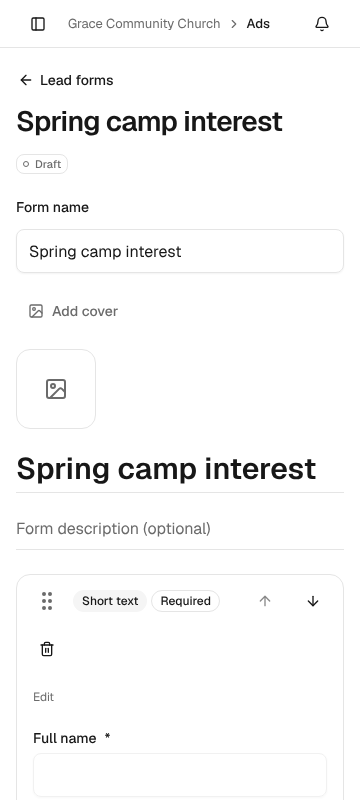 Grace Community Church > Ads
Lead forms
Spring camp interest
Draft
Form name
Spring camp interest
Add cover
Spring camp interest
Form description (optional)
Short text Required
Edit
Full name *